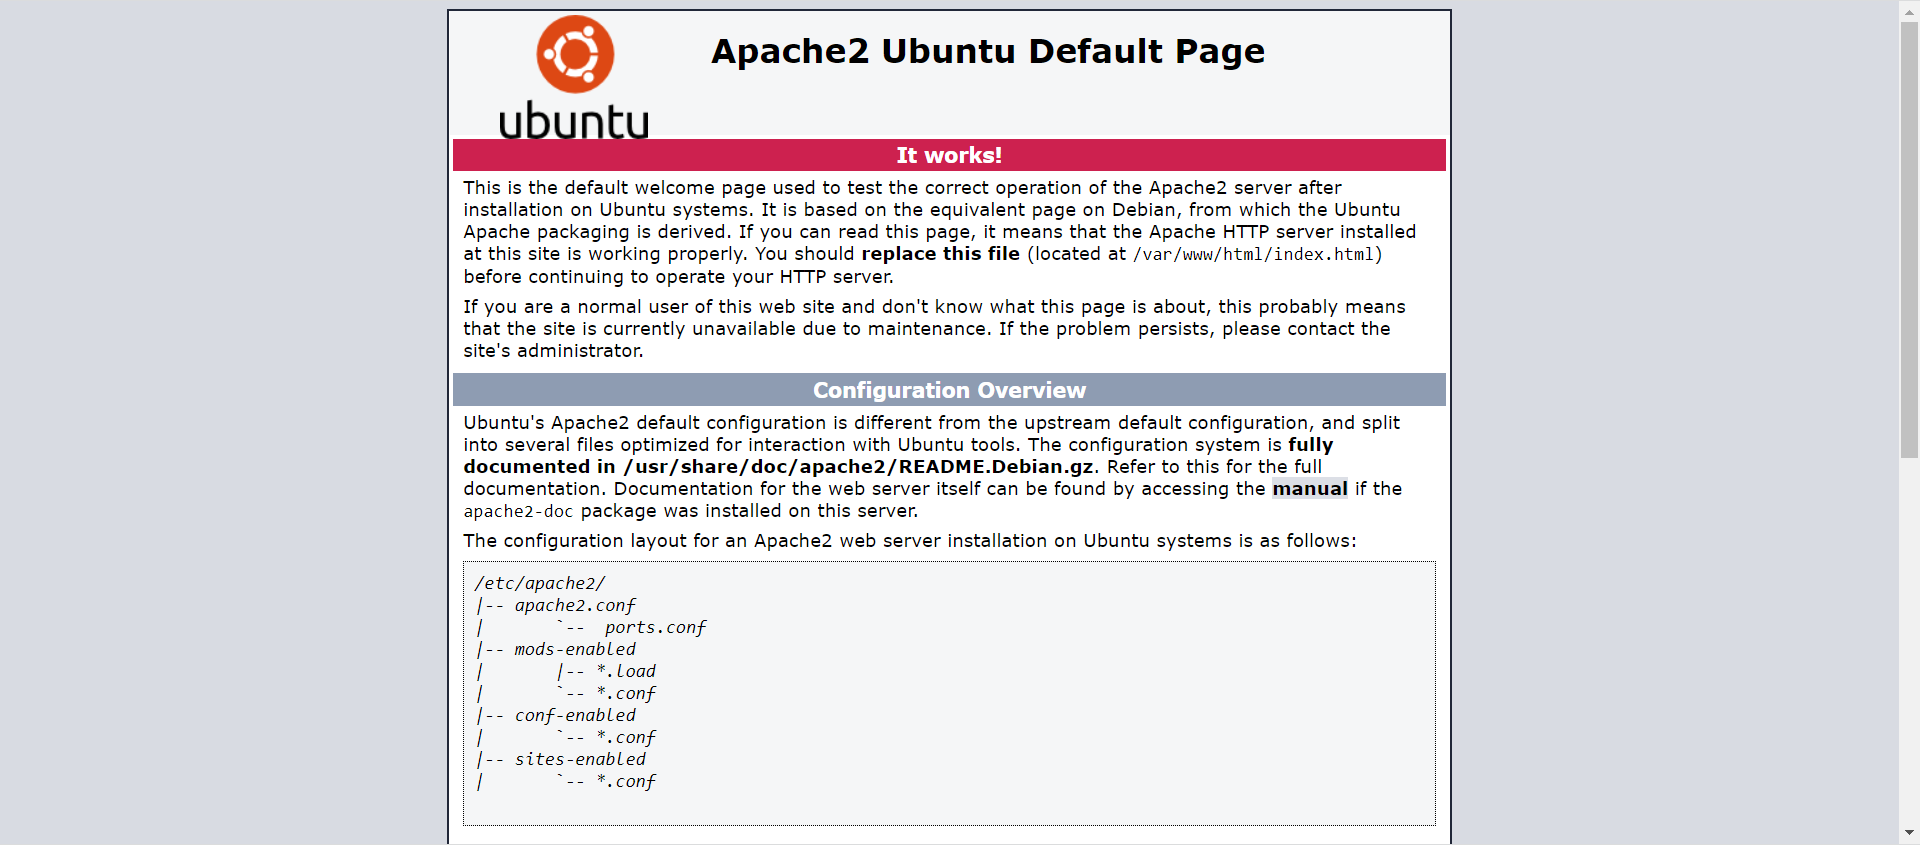 ubuntu
Apache2 Ubuntu Default Page
It works!
This is the default welcome page used to test the correct operation of the Apache2 server after
installation on Ubuntu systems. It is based on the equivalent page on Debian, from which the Ubuntu
Apache packaging is derived. If you can read this page, it means that the Apache HTTP server installed
at this site is working properly. You should replace this file (located at /var/www/html/index.html)
before continuing to operate your HTTP server.
If you are a normal user of this web site and don't know what this page is about, this probably means
that the site is currently unavailable due to maintenance. If the problem persists, please contact the
site's administrator.
Configuration Overview
Ubuntu's Apache2 default configuration is different from the upstream default configuration, and split
into several files optimized for interaction with Ubuntu tools. The configuration system is fully
documented in /usr/share/doc/apache2/README.Debian.gz. Refer to this for the full
documentation. Documentation for the web server itself can be found by accessing the manual if the
apache2-doc package was installed on this server.
The configuration layout for an Apache2 web server installation on Ubuntu systems is as follows:
/etc/apache2/
|-- apache2.conf
|       `--  ports.conf
|-- mods-enabled
|       |-- *.load
|       `-- *.conf
|-- conf-enabled
|       `-- *.conf
|-- sites-enabled
|       `-- *.conf